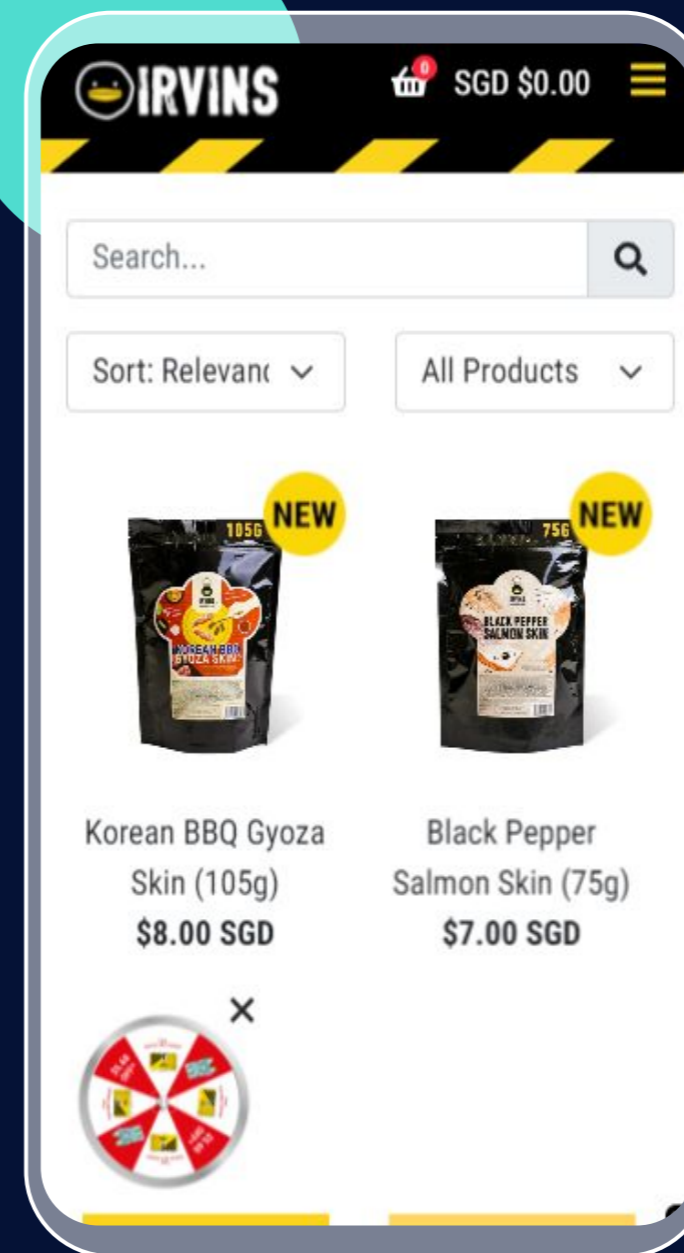 IRVINS
0
SGD $0.00
Search...
Sort: Relevanc
All Products
NEW
NEW
105G
75G
KOREAN BBQ
GYOZA SKIN
BLACK PEPPER
SALMON SKIN
Korean BBQ Gyoza
Skin (105g)
$8.00 SGD
Black Pepper
Salmon Skin (75g)
$7.00 SGD